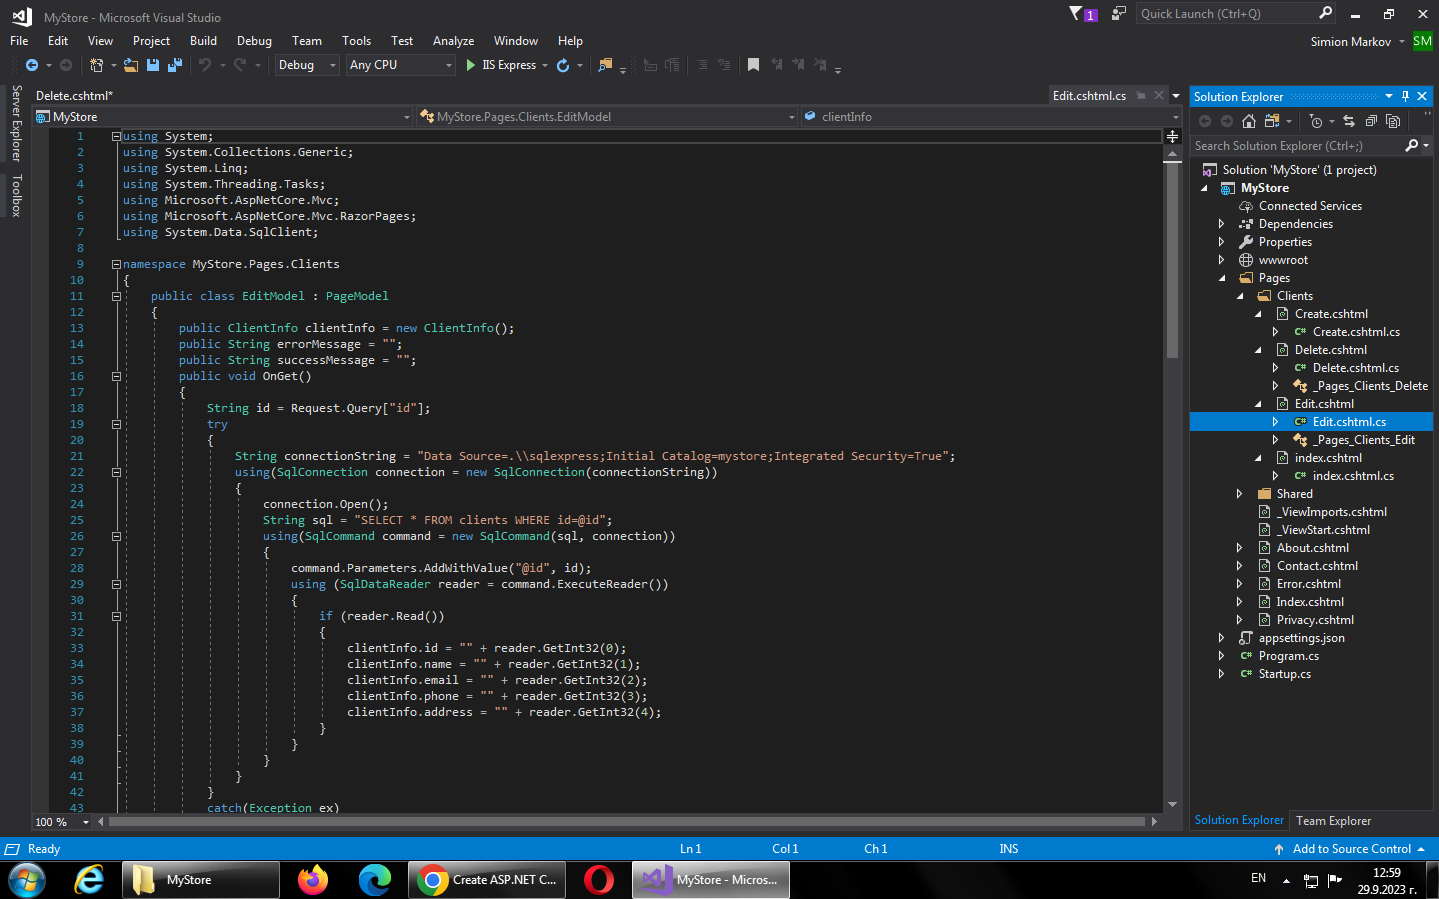 MyStore - Microsoft Visual Studio
1
Quick Launch (Ctrl+Q)
File Edit View Project Build Debug Team Tools Test Analyze Window Help
Simion Markov SM
Debug Any CPU IIS Express
Server Explorer
Toolbox
Delete.cshtml*
Edit.cshtml.cs
MyStore
MyStore.Pages.Clients.EditModel
clientInfo
1 using System;
2 using System.Collections.Generic;
3 using System.Linq;
4 using System.Threading.Tasks;
5 using Microsoft.AspNetCore.Mvc;
6 using Microsoft.AspNetCore.Mvc.RazorPages;
7 using System.Data.SqlClient;
8
9 namespace MyStore.Pages.Clients
10 {
11 public class EditModel : PageModel
12 {
13 public ClientInfo clientInfo = new ClientInfo();
14 public String errorMessage = "";
15 public String successMessage = "";
16 public void OnGet()
17 {
18 String id = Request.Query["id"];
19 try
20 {
21 String connectionString = "Data Source=.\\sqlexpress;Initial Catalog=mystore;Integrated Security=True";
22 using(SqlConnection connection = new SqlConnection(connectionString))
23 {
24 connection.Open();
25 String sql = "SELECT * FROM clients WHERE id=@id";
26 using(SqlCommand command = new SqlCommand(sql, connection))
27 {
28 command.Parameters.AddWithValue("@id", id);
29 using (SqlDataReader reader = command.ExecuteReader())
30 {
31 if (reader.Read())
32 {
33 clientInfo.id = "" + reader.GetInt32(0);
34 clientInfo.name = "" + reader.GetInt32(1);
35 clientInfo.email = "" + reader.GetInt32(2);
36 clientInfo.phone = "" + reader.GetInt32(3);
37 clientInfo.address = "" + reader.GetInt32(4);
38 }
39 }
40 }
41 }
42 }
43 catch(Exception ex)
100 %
Solution Explorer
Search Solution Explorer (Ctrl+;)
Solution 'MyStore' (1 project)
MyStore
Connected Services
Dependencies
Properties
wwwroot
Pages
Clients
Create.cshtml
C# Create.cshtml.cs
Delete.cshtml
C# Delete.cshtml.cs
_Pages_Clients_Delete
Edit.cshtml
C# Edit.cshtml.cs
_Pages_Clients_Edit
index.cshtml
C# index.cshtml.cs
Shared
_ViewImports.cshtml
_ViewStart.cshtml
About.cshtml
Contact.cshtml
Error.cshtml
Index.cshtml
Privacy.cshtml
appsettings.json
C# Program.cs
C# Startup.cs
Solution Explorer Team Explorer
Ready
Ln 1 Col 1 Ch 1 INS
Add to Source Control
MyStore
Create ASP.NET C...
MyStore - Micros...
EN
12:59
29.9.2023 г.